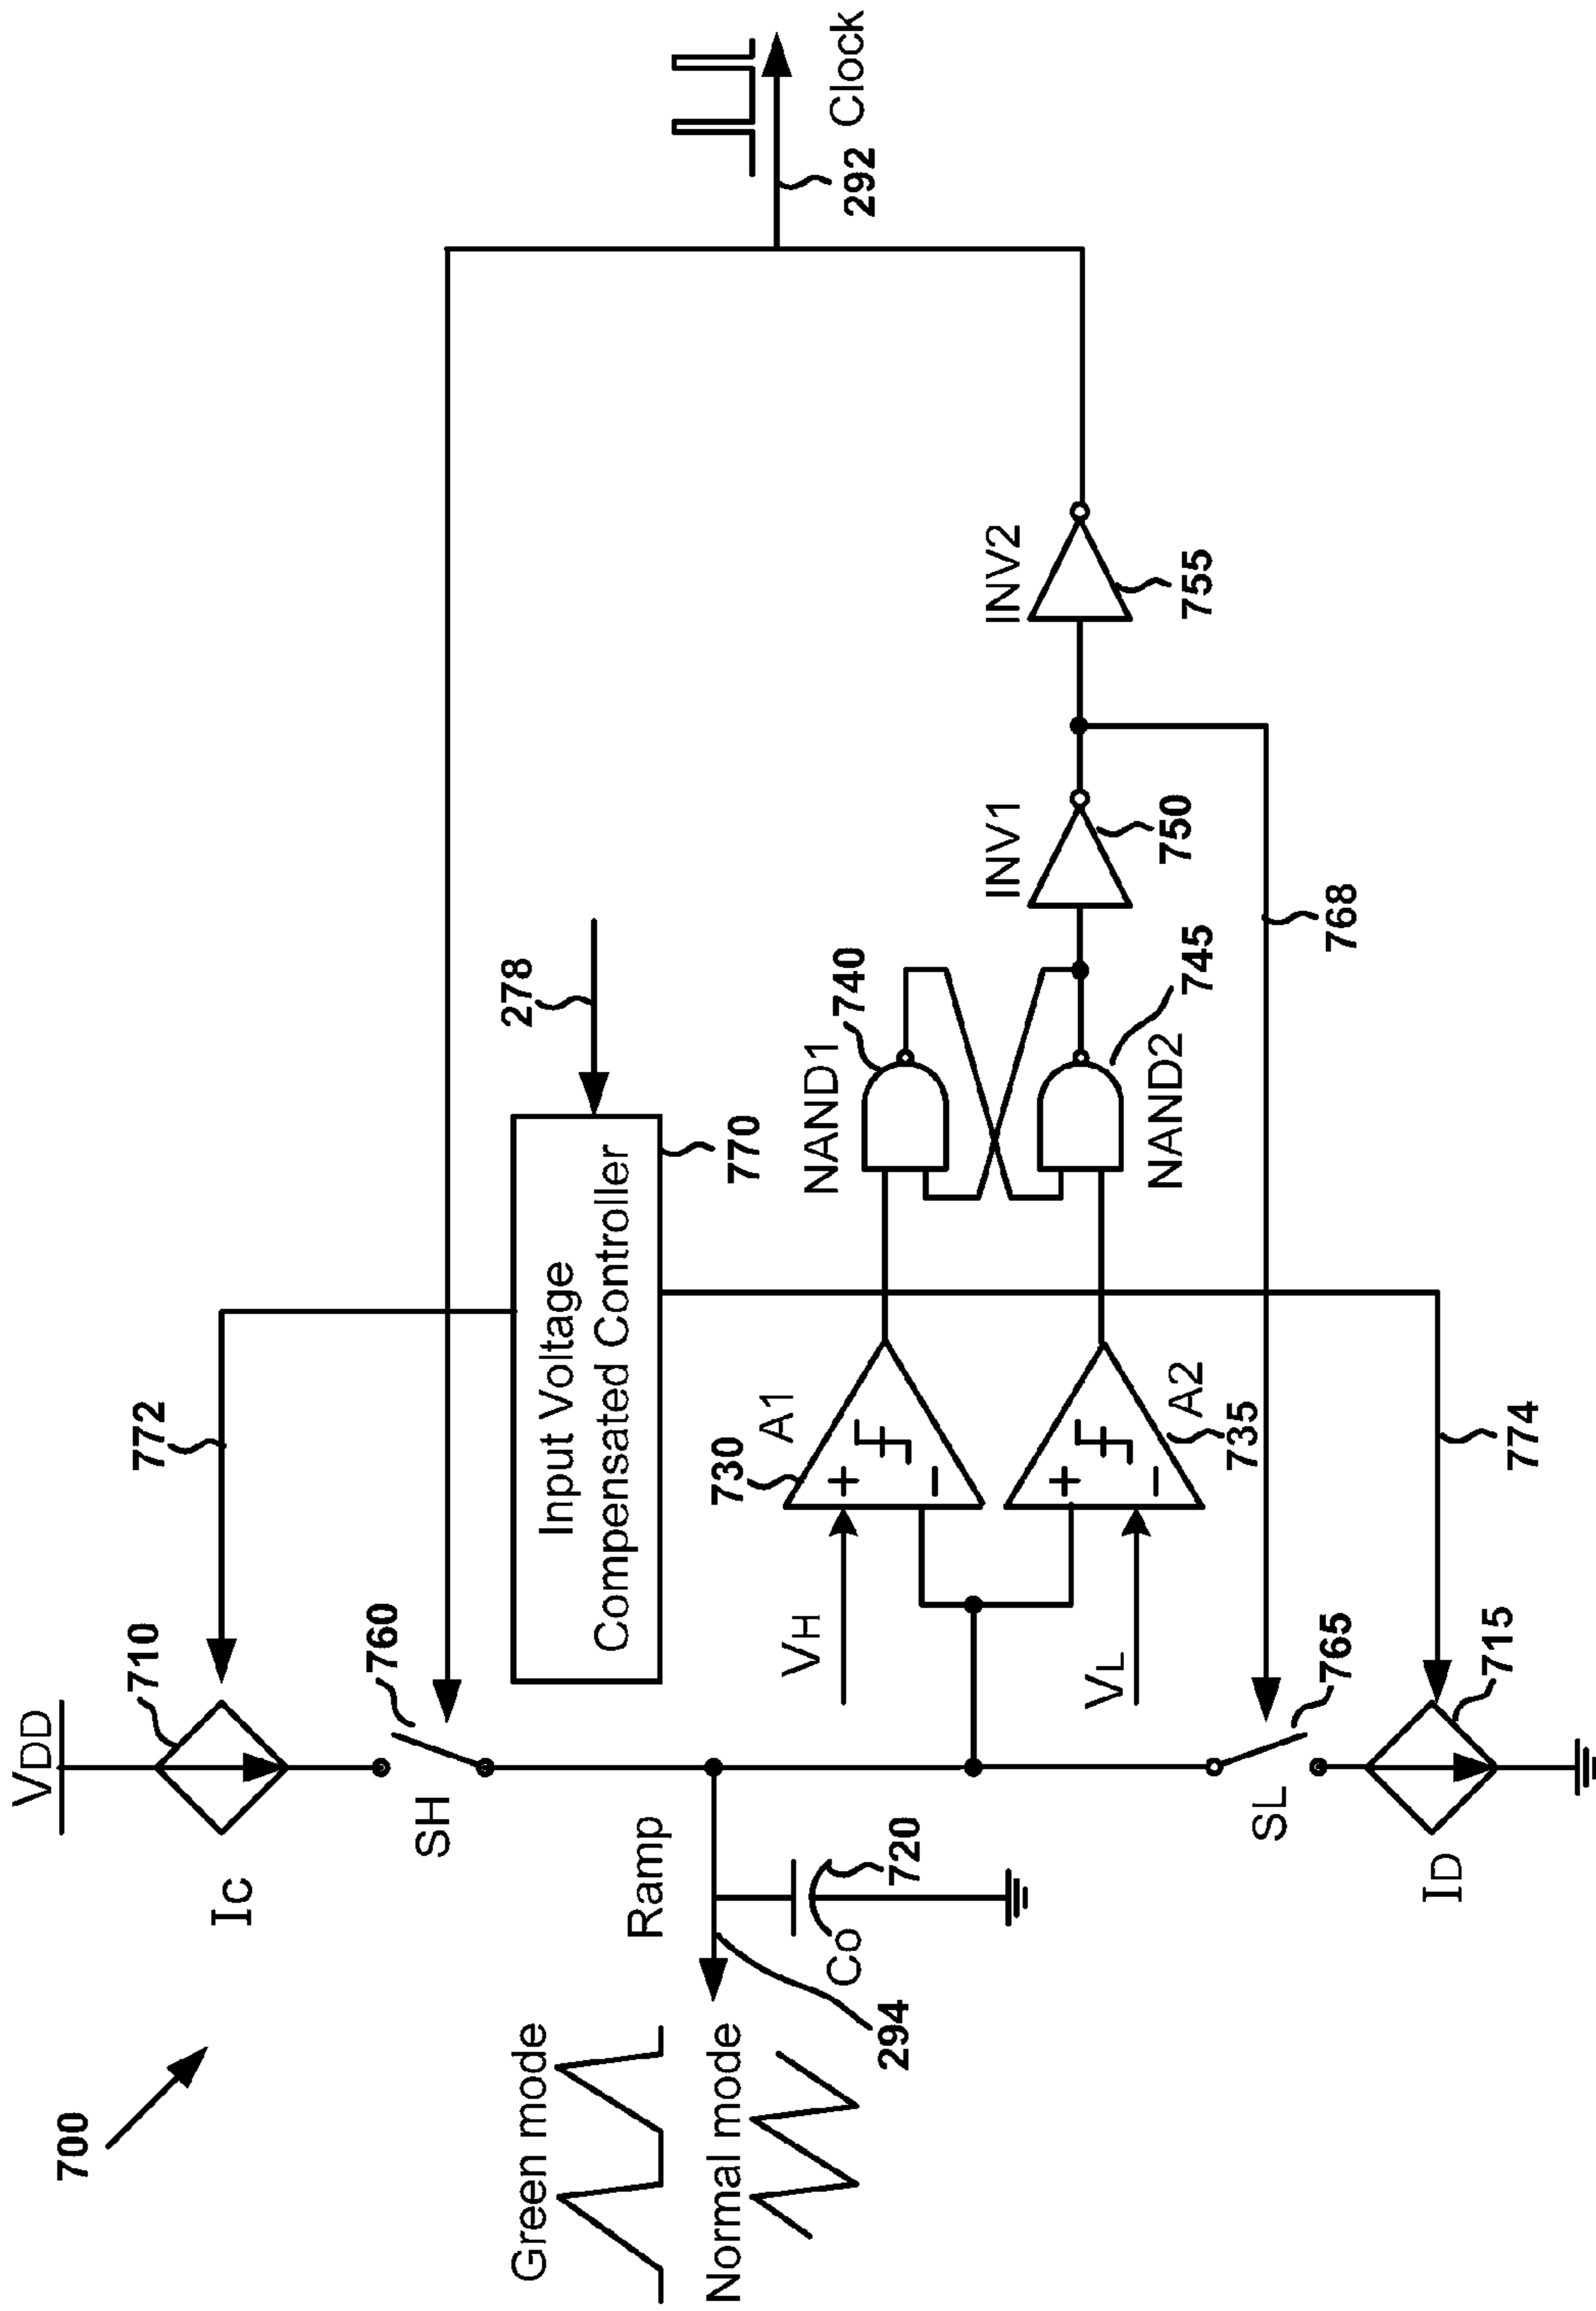 700
VDD
710
IC
772
760
SH
278
Input Voltage
Compensated Controller
770
Green mode
Normal mode
Ramp
294
Co
720
VH
VL
730
A1
A2
735
NAND1
740
NAND2
745
INV1
750
INV2
755
292
Clock
768
SL
765
ID
715
774